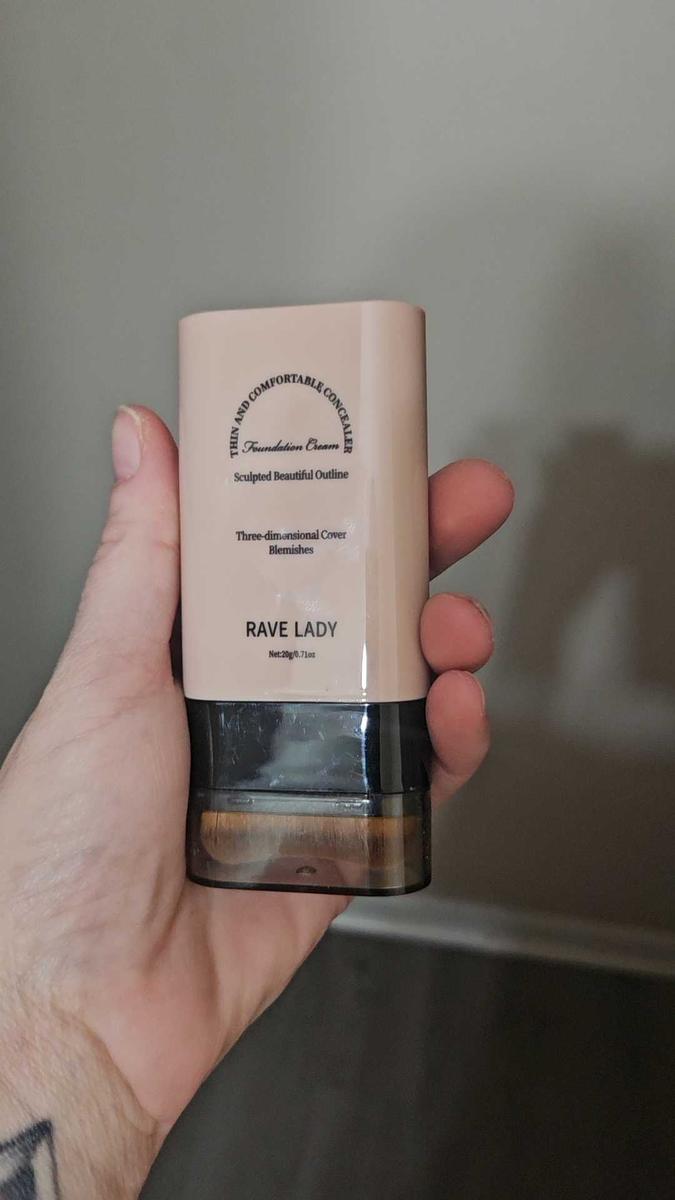 THIN AND COMFORTABLE CONCEALER
Foundation Cream
Sculpted Beautiful Outline
Three-dimensional Cover
Blemishes
RAVE LADY
Net:20g/0.71oz